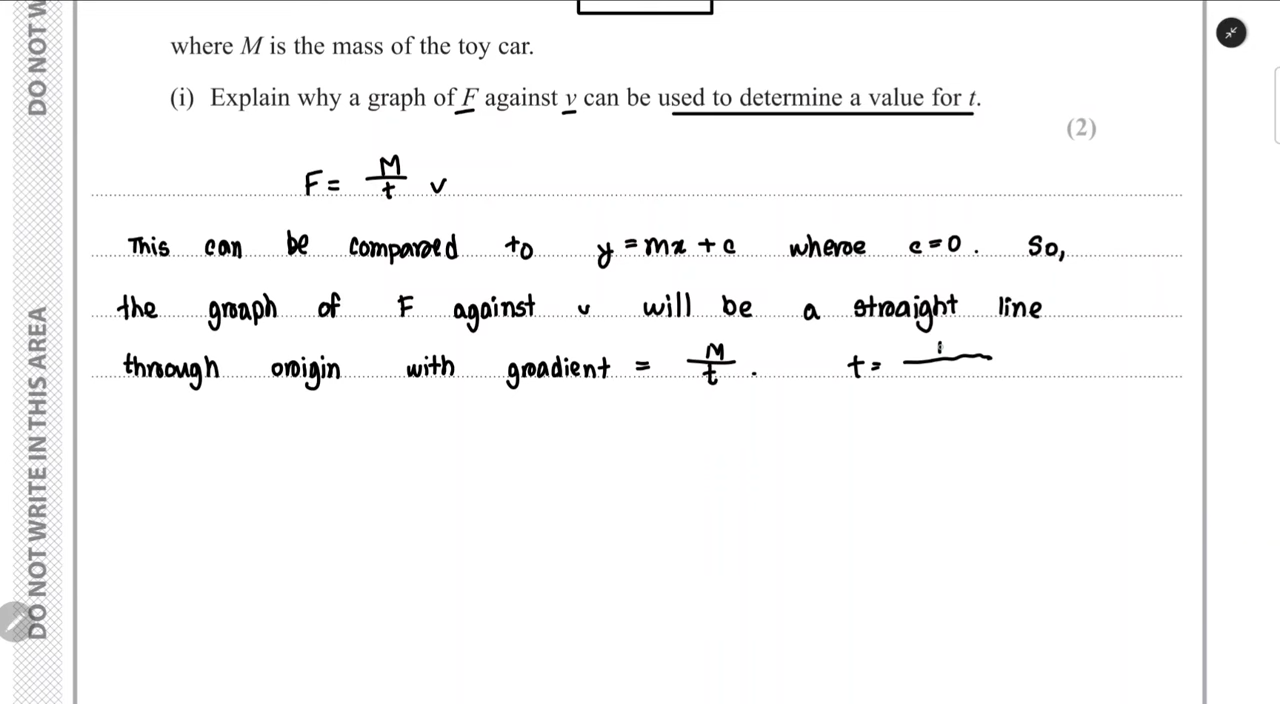 DO NOT W
where M is the mass of the toy car.
(i) Explain why a graph of F against v can be used to determine a value for t.
(2)
F = M/t v
This can be compared to y = mx + c where c = 0. So,
the graph of F against v will be a straight line
through origin with gradient = M/t. t =
DO NOT WRITE IN THIS AREA